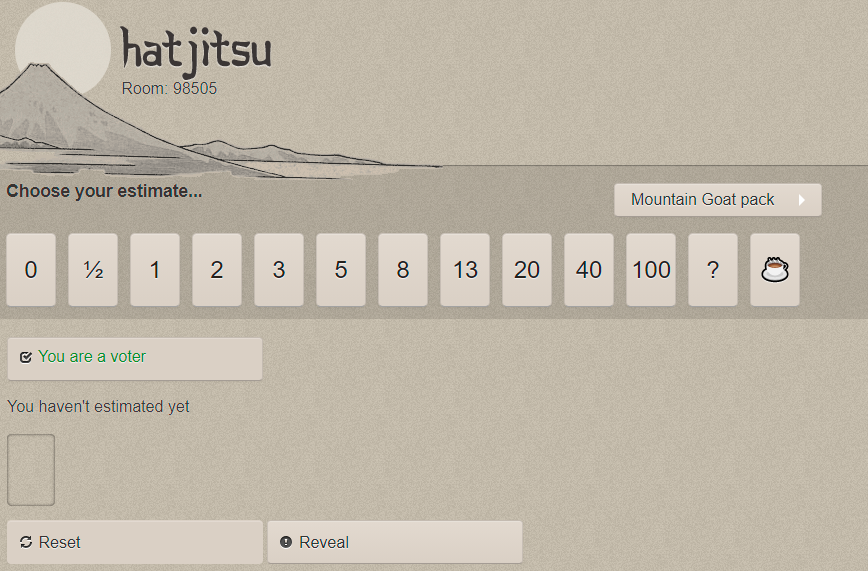 hatjitsu
Room: 98505
Choose your estimate...
Mountain Goat pack
0 ½ 1 2 3 5 8 13 20 40 100 ?
You are a voter
You haven't estimated yet
Reset Reveal